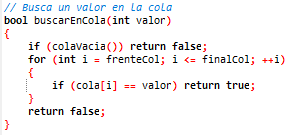 // Busca un valor en la cola
bool buscarEnCola(int valor)
{
    if (colaVacia()) return false;
    for (int i = frenteCol; i <= finalCol; ++i)
    {
        if (cola[i] == valor) return true;
    }
    return false;
}